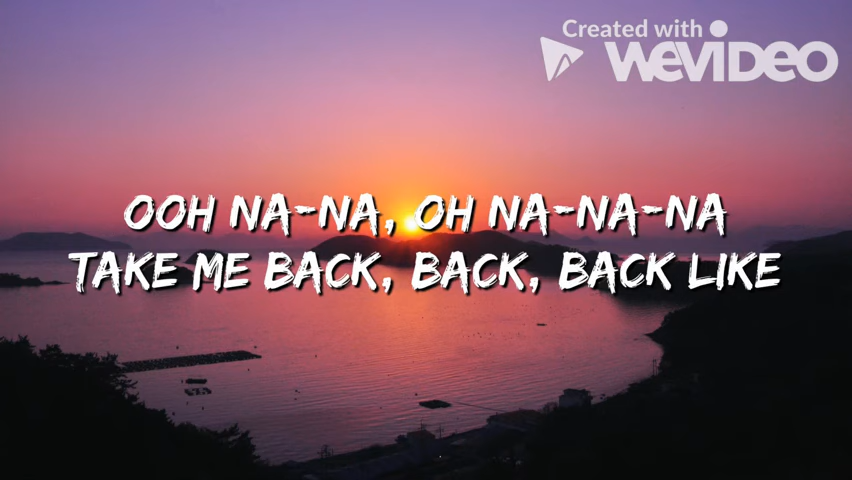 Created with
WEVIDEO
OOH NA-NA, OH NA-NA-NA
TAKE ME BACK, BACK, BACK LIKE